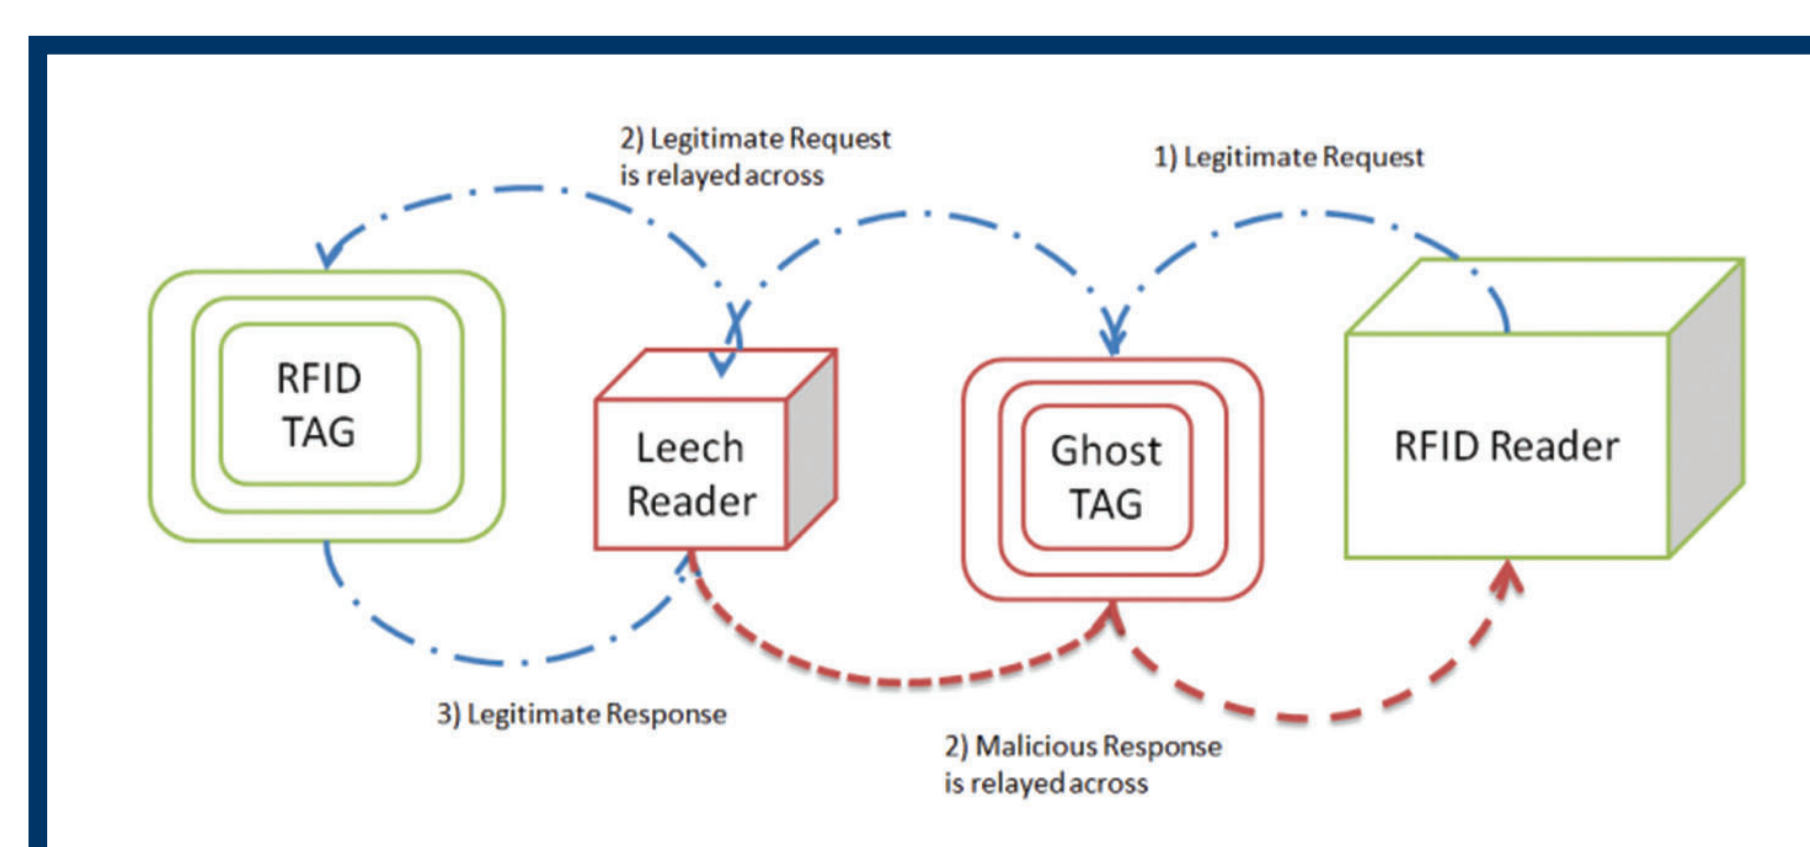 2) Legitimate Request
is relayed across
1) Legitimate Request
RFID
TAG
Leech
Reader
Ghost
TAG
RFID Reader
3) Legitimate Response
2) Malicious Response
is relayed across